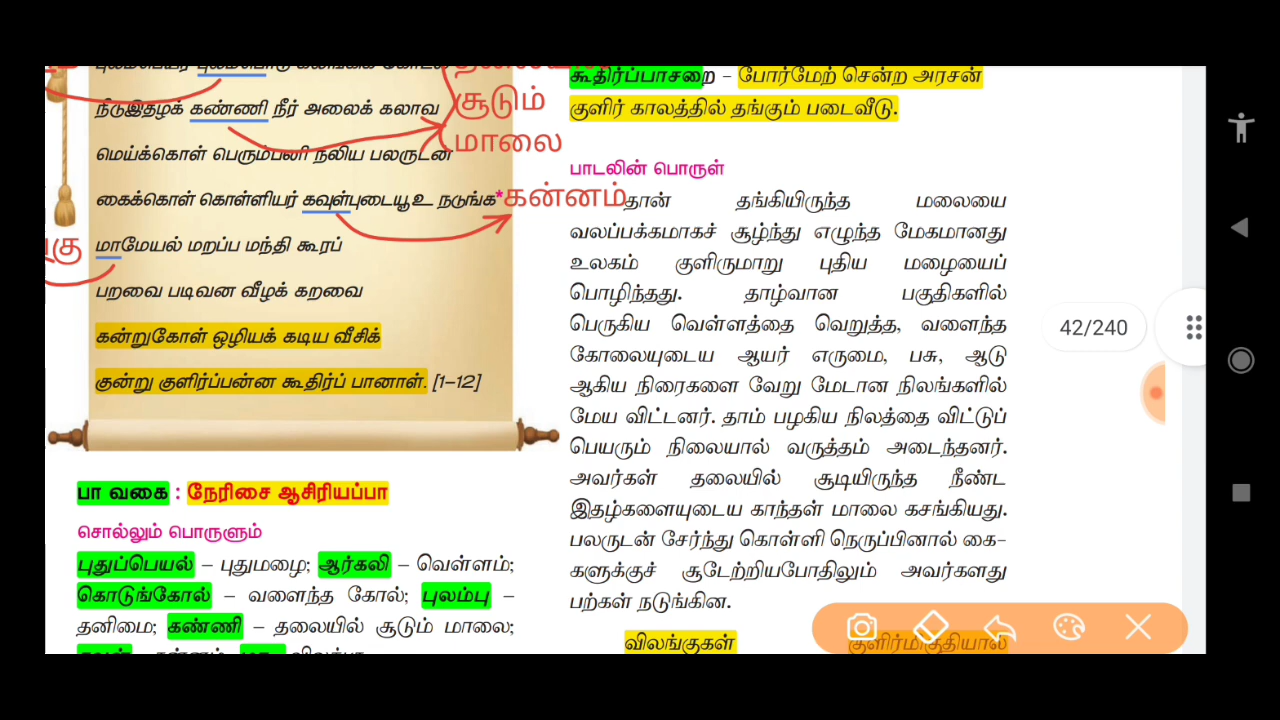 நீடுஇதழக் கண்ணி நீர் அலைக் கலாவ
சூடும்
மாலை
மெய்க்கொள் பெரும்பனி நலிய பலருடன்
கைக்கொள் கொள்ளியர் கவுள்புடையூஉ நடுங்க*
கன்னம்
மாமேயல் மறப்ப மந்தி கூரப்
பறவை படிவன வீழக் கறவை
கன்றுகோள் ஒழியக் கடிய வீசிக்
குன்று குளிர்ப்பன்ன கூதிர்ப் பானாள். [1-12]
பா வகை : நேரிசை ஆசிரியப்பா
சொல்லும் பொருளும்
புதுப்பெயல் – புதுமழை; ஆர்கலி – வெள்ளம்;
கொடுங்கோல் – வளைந்த கோல்; புலம்பு –
தனிமை; கண்ணி – தலையில் சூடும் மாலை;
கூதிர்ப்பாசறை – போர்மேற் சென்ற அரசன்
குளிர் காலத்தில் தங்கும் படைவீடு.
பாடலின் பொருள்
தான் தங்கியிருந்த மலையை
வலப்பக்கமாகச் சூழ்ந்து எழுந்த மேகமானது
உலகம் குளிருமாறு புதிய மழையைப்
பொழிந்தது. தாழ்வான பகுதிகளில்
பெருகிய வெள்ளத்தை வெறுத்த, வளைந்த
கோலையுடைய ஆயர் எருமை, பசு, ஆடு
ஆகிய நிரைகளை வேறு மேடான நிலங்களில்
மேய விட்டனர். தாம் பழகிய நிலத்தை விட்டுப்
பெயரும் நிலையால் வருத்தம் அடைந்தனர்.
அவர்கள் தலையில் சூடியிருந்த நீண்ட
இதழ்களையுடைய காந்தள் மாலை கசங்கியது.
பலருடன் சேர்ந்து கொள்ளி நெருப்பினால் கை-
களுக்குச் சூடேற்றியபோதிலும் அவர்களது
பற்கள் நடுங்கின.
விலங்குகள் குளிர்மிகுதியால்
42/240